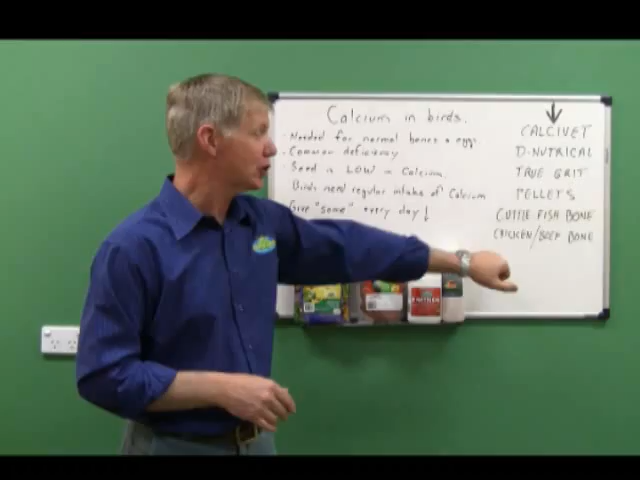 Calcium in birds.
· Needed for normal bones & eggs
· Common deficiency
· Seed is LOW in Calcium.
Birds need regular intake of Calcium
Give "some" every day!
CALCIVET
D-NUTRICAL
TRUE GRIT
PELLETS
CUTTLE FISH BONE
CHICKEN/BEEF BONE